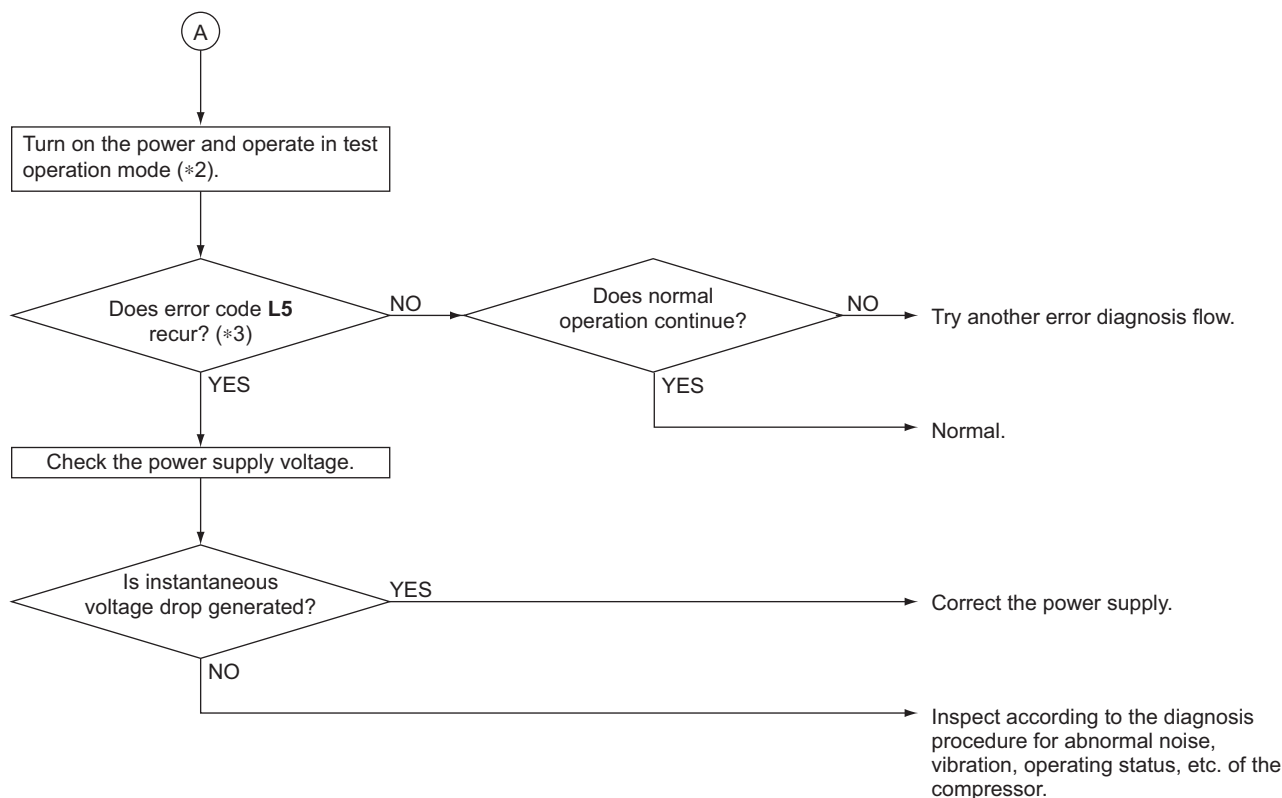 A
Turn on the power and operate in test
operation mode (*2).
Does error code L5
recur? (*3)
NO
Does normal
operation continue?
NO
Try another error diagnosis flow.
YES
YES
Normal.
Check the power supply voltage.
Is instantaneous
voltage drop generated?
YES
Correct the power supply.
NO
Inspect according to the diagnosis
procedure for abnormal noise,
vibration, operating status, etc. of the
compressor.